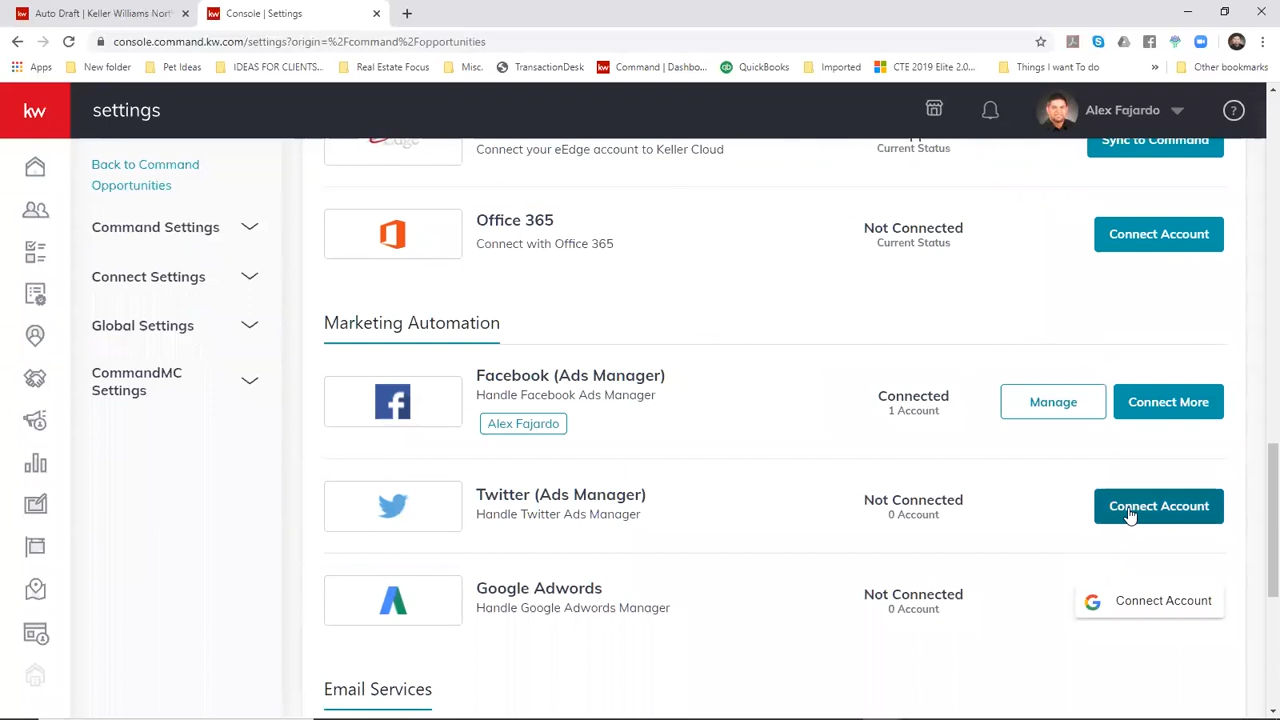 kw Auto Draft | Keller Williams Nort
kw Console | Settings
console.command.kw.com/settings?origin=%2Fcommand%2Fopportunities
Apps New folder Pet Ideas IDEAS FOR CLIENTS... Real Estate Focus Misc. TransactionDesk kw Command | Dashbo... qb QuickBooks Imported CTE 2019 Elite 2.0... Things I want To do » Other bookmarks
kw settings Alex Fajardo ?
Back to Command
Opportunities
Command Settings
Connect Settings
Global Settings
CommandMC
Settings
Edge
Connect your eEdge account to Keller Cloud
Current Status
Sync to Command
Office 365
Connect with Office 365
Not Connected
Current Status
Connect Account
Marketing Automation
Facebook (Ads Manager)
Handle Facebook Ads Manager
Alex Fajardo
Connected
1 Account
Manage
Connect More
Twitter (Ads Manager)
Handle Twitter Ads Manager
Not Connected
0 Account
Connect Account
Google Adwords
Handle Google Adwords Manager
Not Connected
0 Account
Connect Account
Email Services